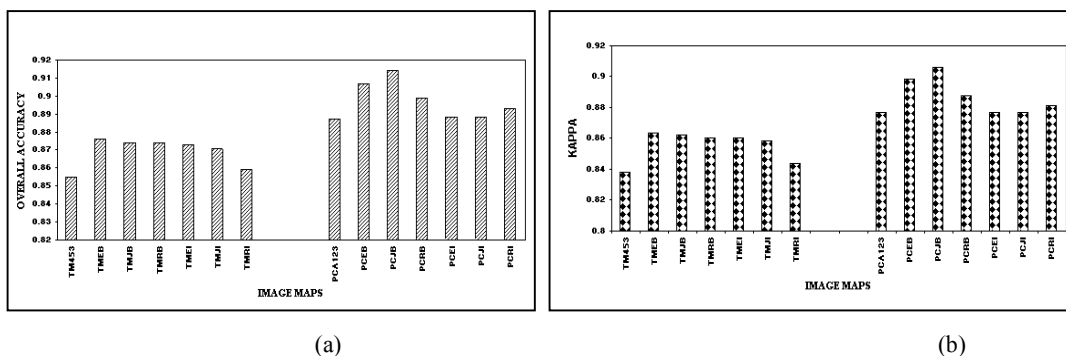 OVERALL ACCURACY
0.92
0.91
0.9
0.89
0.88
0.87
0.86
0.85
0.84
0.83
0.82
TM453
TMEB
TMJB
TMRB
TMEI
TMJI
TMRI
PCA123
PCEB
PCJB
PCRB
PCEI
PCJI
PCRI
IMAGE MAPS
(a)
KAPPA
0.92
0.9
0.88
0.86
0.84
0.82
0.8
TM453
TMEB
TMJB
TMRB
TMEI
TMJI
TMRI
PCA123
PCEB
PCJB
PCRB
PCEI
PCJI
PCRI
IMAGE MAPS
(b)